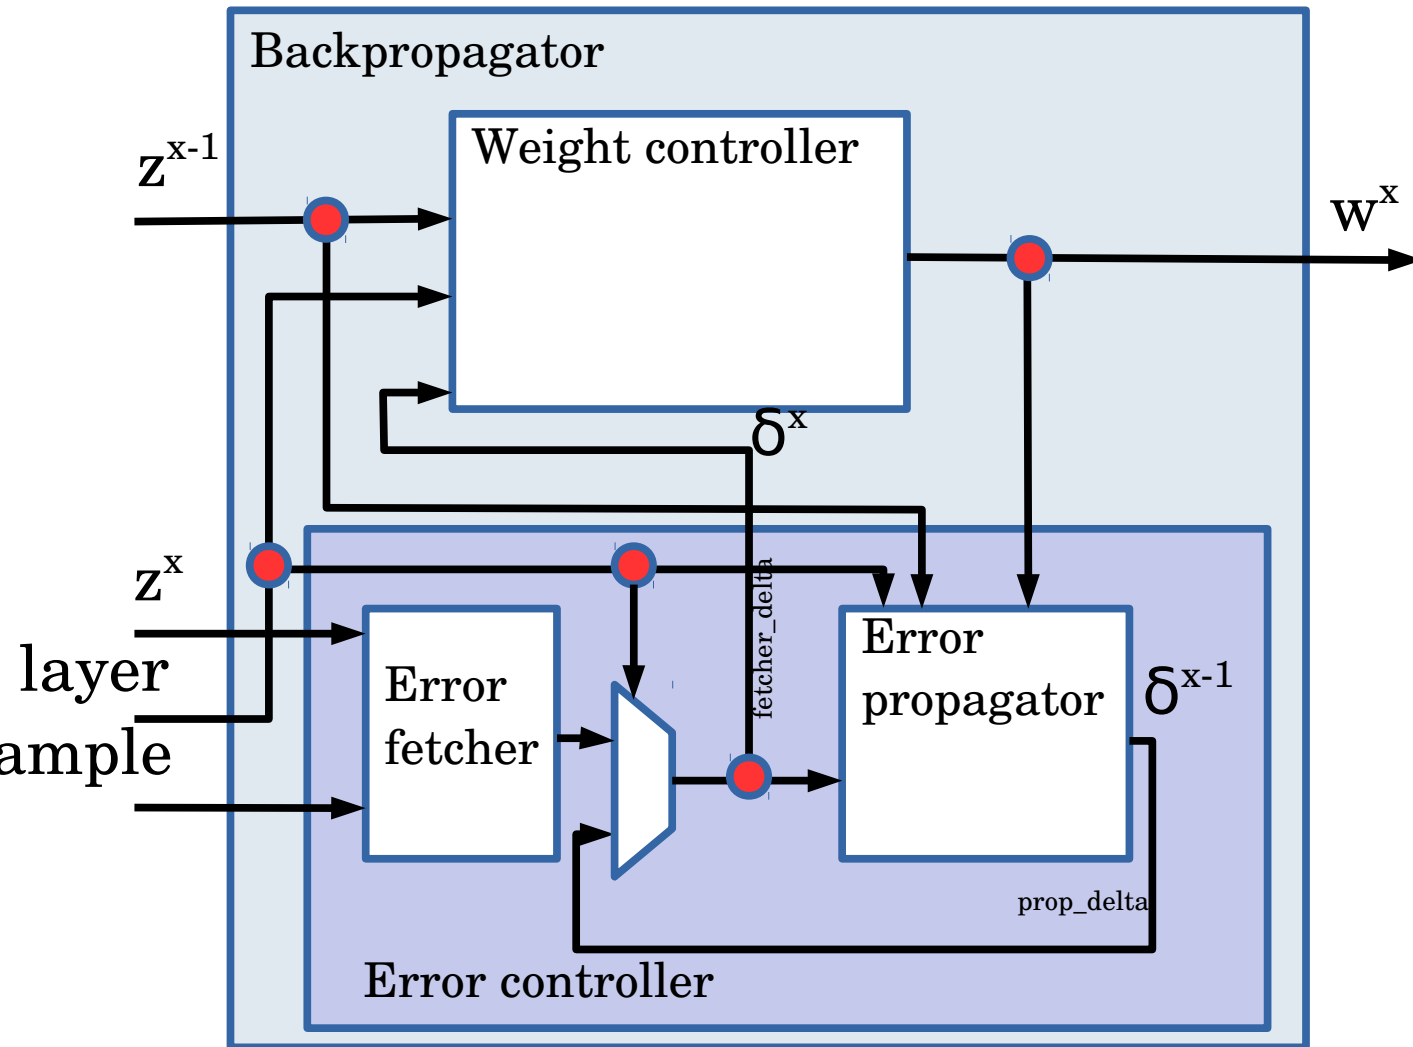 Backpropagator
Weight controller
z^x-1
w^x
δ^x
z^x
layer
ample
fetcher_delta
Error
fetcher
Error
propagator
δ^x-1
prop_delta
Error controller